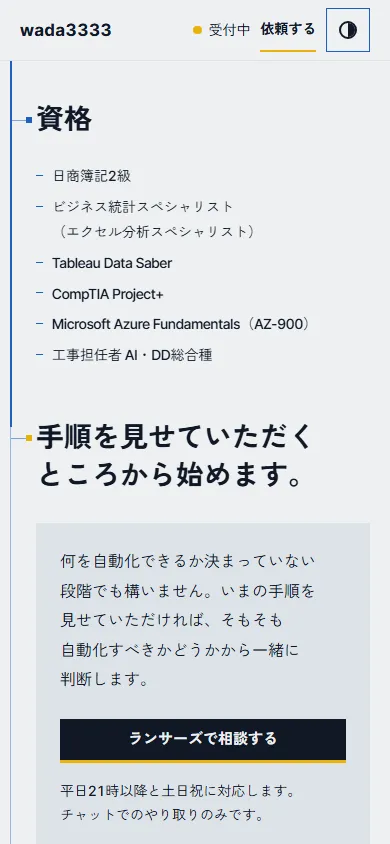 wada3333
受付中
依頼する
資格
日商簿記2級
ビジネス統計スペシャリスト
（エクセル分析スペシャリスト）
Tableau Data Saber
CompTIA Project+
Microsoft Azure Fundamentals（AZ-900）
工事担任者 AI・DD総合種
手順を見せていただく
ところから始めます。
何を自動化できるか決まっていない
段階でも構いません。いまの手順を
見せていただければ、そもそも
自動化すべきかどうかから一緒に
判断します。
ランサーズで相談する
平日21時以降と土日祝に対応します。
チャットでのやり取りのみです。